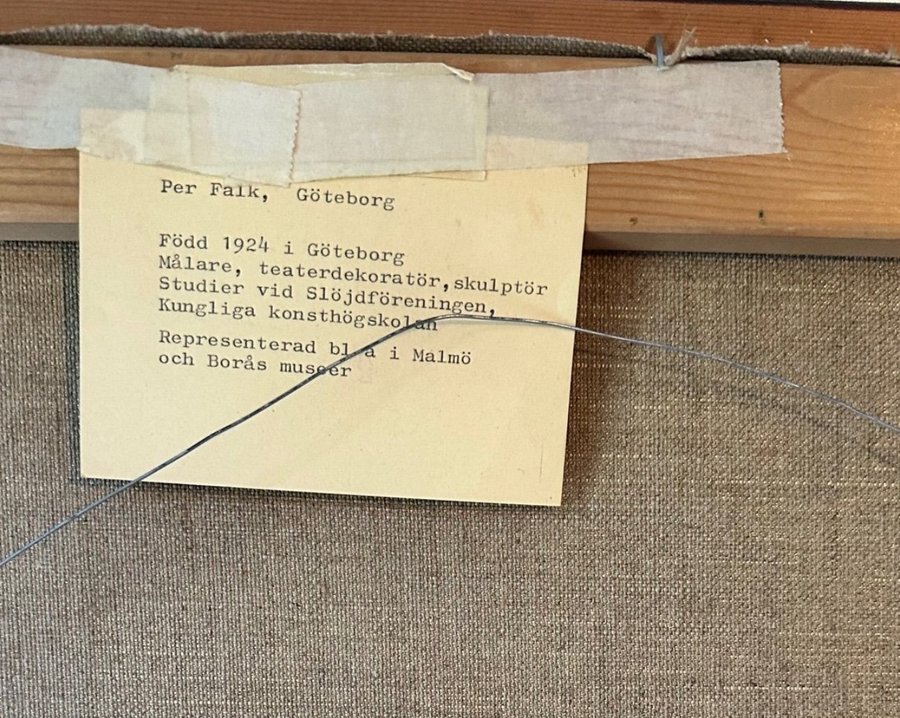 Per Falk, Göteborg
Född 1924 i Göteborg
Målare, teaterdekoratör,skulptör
Studier vid Slöjdföreningen,
Kungliga konsthögskolan
Representerad bl a i Malmö
och Borås museer